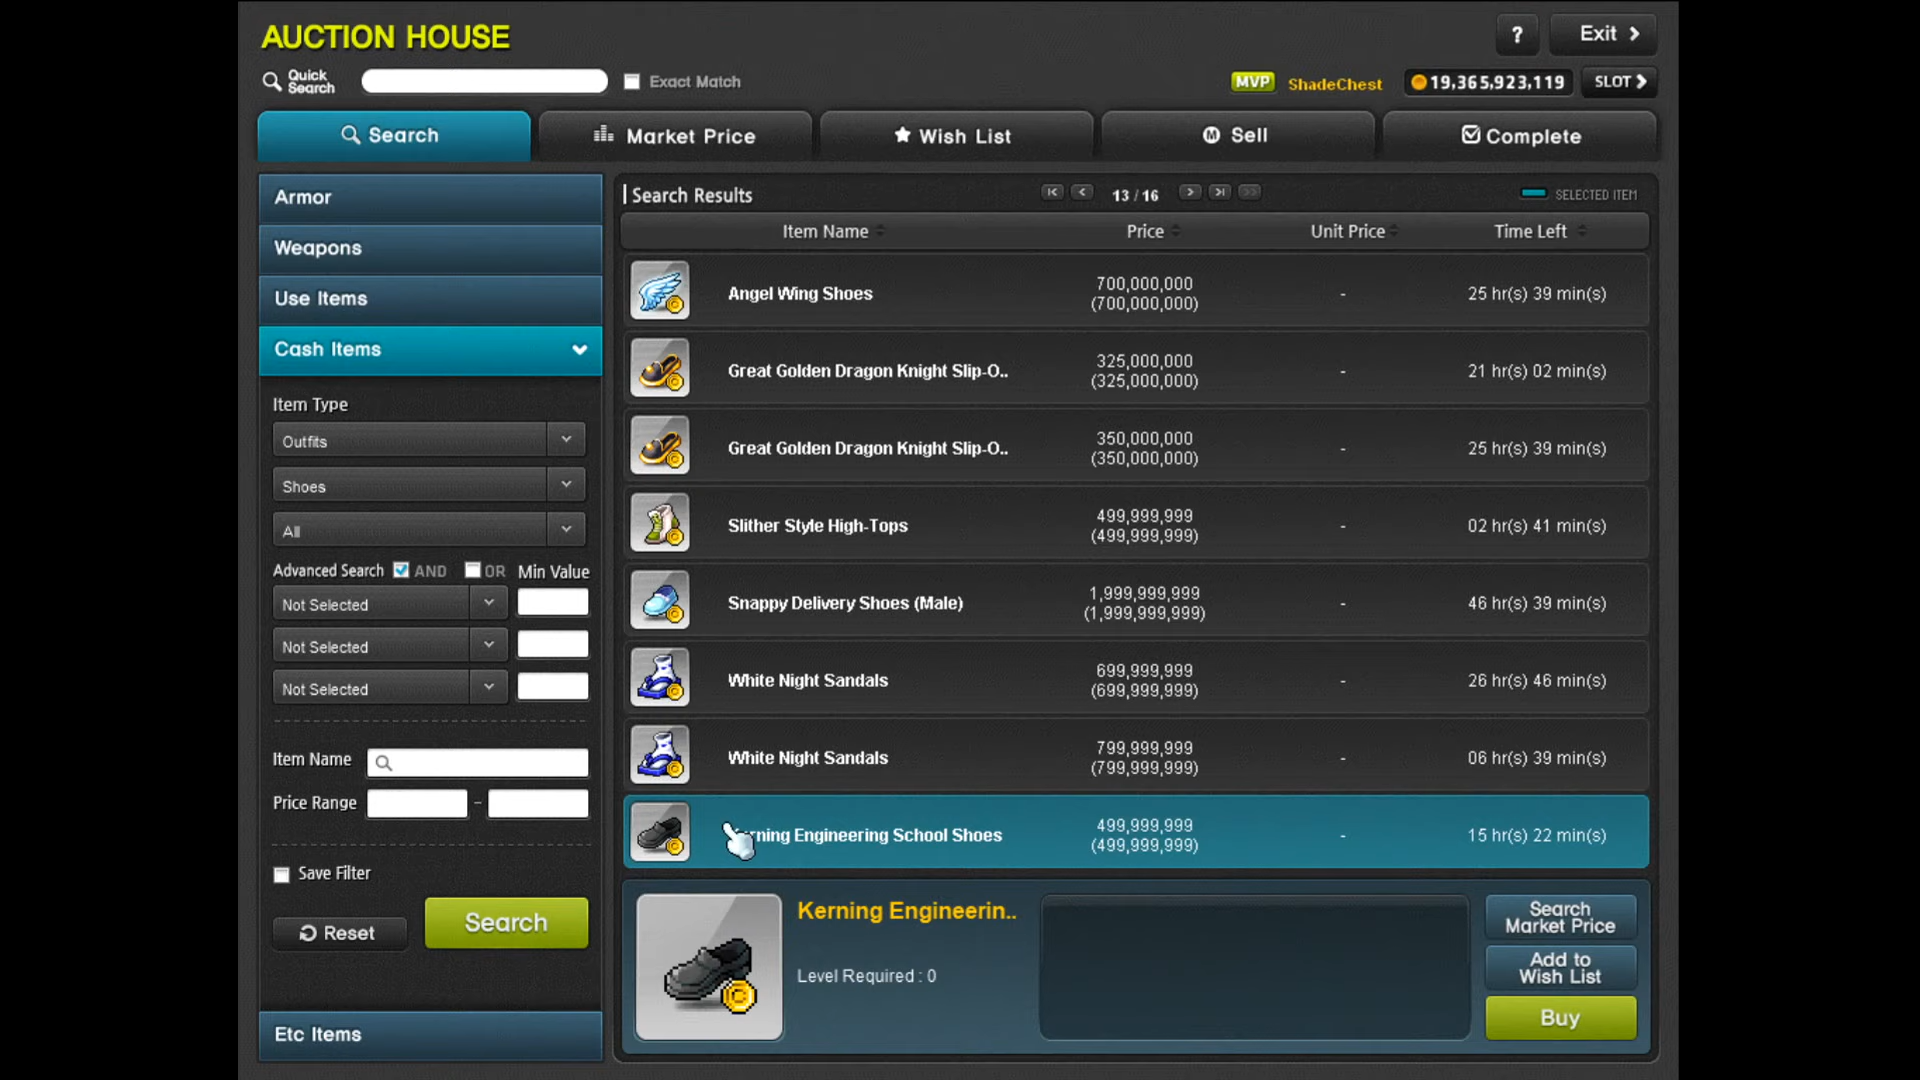 AUCTION HOUSE
?
Exit
Quick
Search
Exact Match
MVP
ShadeChest
19,365,923,119
SLOT
Search
Market Price
Wish List
Sell
Complete
Armor
Weapons
Use Items
Cash Items
Item Type
Outfits
Shoes
All
Advanced Search AND OR Min Value
Not Selected
Not Selected
Not Selected
Item Name
Price Range -
Save Filter
Reset
Search
Etc Items
Search Results
13 / 16
SELECTED ITEM
Item Name Price Unit Price Time Left
Angel Wing Shoes 700,000,000 - 25 hr(s) 39 min(s)
(700,000,000)
Great Golden Dragon Knight Slip-O.. 325,000,000 - 21 hr(s) 02 min(s)
(325,000,000)
Great Golden Dragon Knight Slip-O.. 350,000,000 - 25 hr(s) 39 min(s)
(350,000,000)
Slither Style High-Tops 499,999,999 - 02 hr(s) 41 min(s)
(499,999,999)
Snappy Delivery Shoes (Male) 1,999,999,999 - 46 hr(s) 39 min(s)
(1,999,999,999)
White Night Sandals 699,999,999 - 26 hr(s) 46 min(s)
(699,999,999)
White Night Sandals 799,999,999 - 06 hr(s) 39 min(s)
(799,999,999)
rning Engineering School Shoes 499,999,999 - 15 hr(s) 22 min(s)
(499,999,999)
Kerning Engineerin..
Level Required : 0
Search
Market Price
Add to
Wish List
Buy